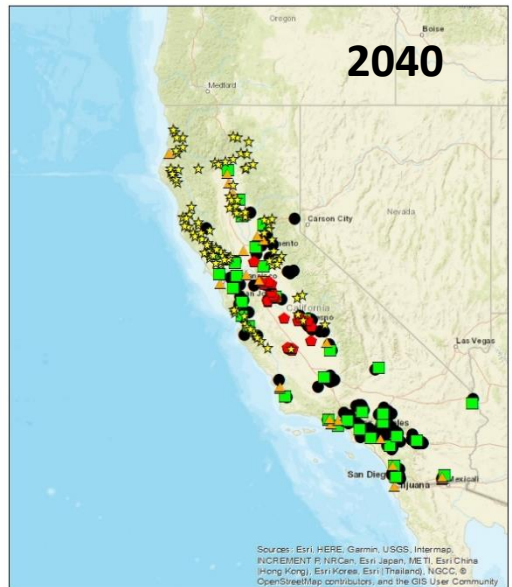 Oregon
Boise
2040
Medford
Carson City
Nevada
California
Las Vegas
San Dieg
Mexicali
Sources: Esri, HERE, Garmin, USGS, Intermap,
INCREMENT P, NRCan, Esri Japan, METI, Esri China
(Hong Kong), Esri Korea, Esri (Thailand), NGCC, ©
OpenStreetMap contributors, and the GIS User Community